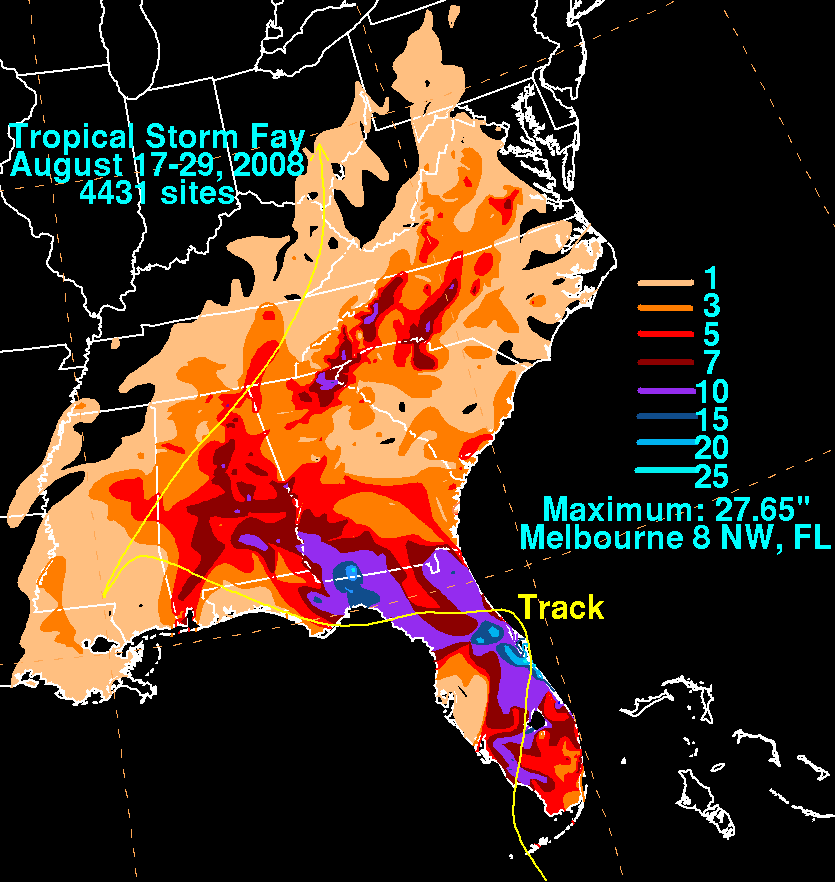 Tropical Storm Fay
August 17-29, 2008
4431 sites
1
3
5
7
10
15
20
25
Maximum: 27.65"
Melbourne 8 NW, FL
Track